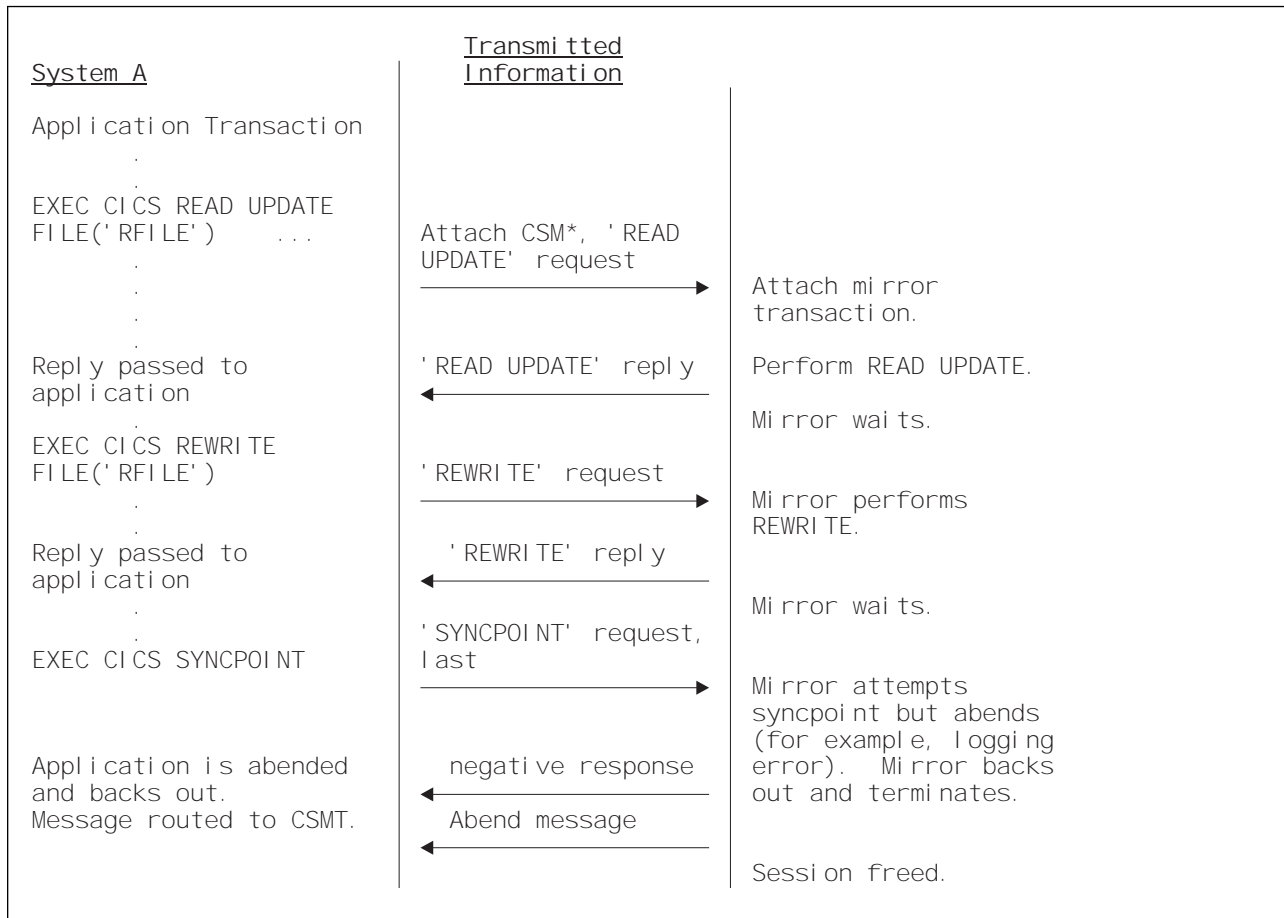 Transmitted
System A Information
Application Transaction
.
.
EXEC CICS READ UPDATE
FILE('RFILE') ... Attach CSM*, 'READ
. UPDATE' request
. Attach mirror
. transaction.
.
Reply passed to 'READ UPDATE' reply Perform READ UPDATE.
application
. Mirror waits.
EXEC CICS REWRITE
FILE('RFILE') 'REWRITE' request
. Mirror performs
. REWRITE.
Reply passed to 'REWRITE' reply
application
. Mirror waits.
. 'SYNCPOINT' request,
EXEC CICS SYNCPOINT last
Mirror attempts
syncpoint but abends
(for example, logging
Application is abended negative response error). Mirror backs
and backs out. out and terminates.
Message routed to CSMT. Abend message
Session freed.